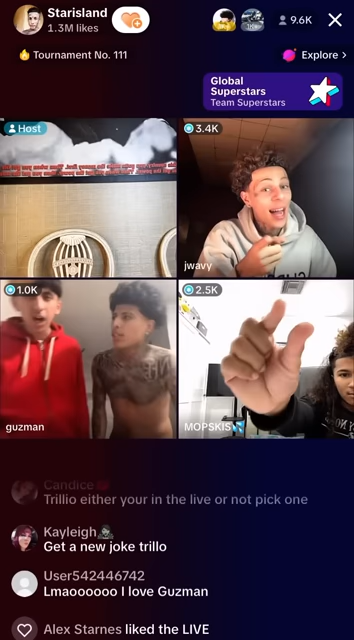 Starisland
1.3M likes
9.6K
Tournament No. 111
Explore >
Global
Superstars
Team Superstars
Host
3.4K
jwavy
1.0K
2.5K
guzman
MOPSKIS💦
Candice
Trillio either your in the live or not pick one
Kayleigh
Get a new joke trillo
User542446742
Lmaoooooo I love Guzman
Alex Starnes liked the LIVE